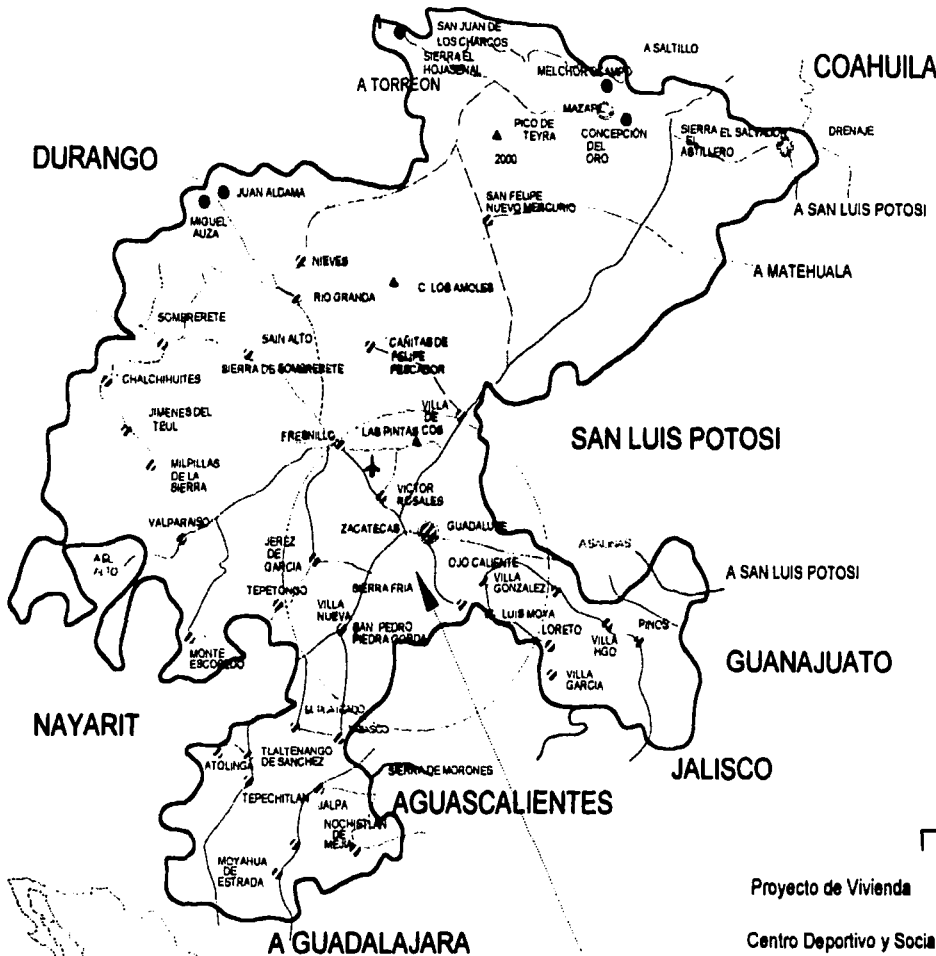 SAN JUAN DE
LOS CHARCOS
SIERRA EL
HOJASENAL
A SALTILLO
COAHUILA
A TORREON
MELCHOR OCAMPO
MAZAPIL
PICO DE
TEYRA
2000
CONCEPCIÓN
DEL
ORO
SIERRA
EL
ASTILLERO
EL SALVADOR
DRENAJE
DURANGO
JUAN ALDAMA
MIGUEL
AUZA
SAN FELIPE
NUEVO MERCURIO
A SAN LUIS POTOSI
A MATEHUALA
NIEVES
C. LOS AMOLES
RIO GRANDA
SOMBRERETE
SAIN ALTO
SIERRA DE SOMBRERETE
CAÑITAS DE
FELIPE
PESCADOR
CHALCHIHUITES
JIMENES DEL
TEUL
VILLA
DE
COS
LAS PINTAS
FRESNILLO
SAN LUIS POTOSI
MILPILLAS
DE LA
SIERRA
VICTOR
ROSALES
VALPARAISO
ZACATECAS
GUADALUPE
JEREZ
DE
GARCIA
OJO CALIENTE
A SALINAS
A SAN LUIS POTOSI
VILLA
GONZALEZ
TEPETONGO
SIERRA FRIA
VILLA
NUEVA
LUIS MOYA
SAN PEDRO
PIEDRA GORDA
LORETO
VILLA
HGO
PINOS
MONTE
ESCOBEDO
VILLA
GARCIA
GUANAJUATO
NAYARIT
TLALTENANGO
DE SANCHEZ
ATOLINGA
SIERRA DE MORONES
JALISCO
TEPECHITLAN
JALPA
AGUASCALIENTES
NOCHISTLAN
DE
MEJIA
MOYAHUA
DE
ESTRADA
Proyecto de Vivienda
A GUADALAJARA
Centro Deportivo y Socia